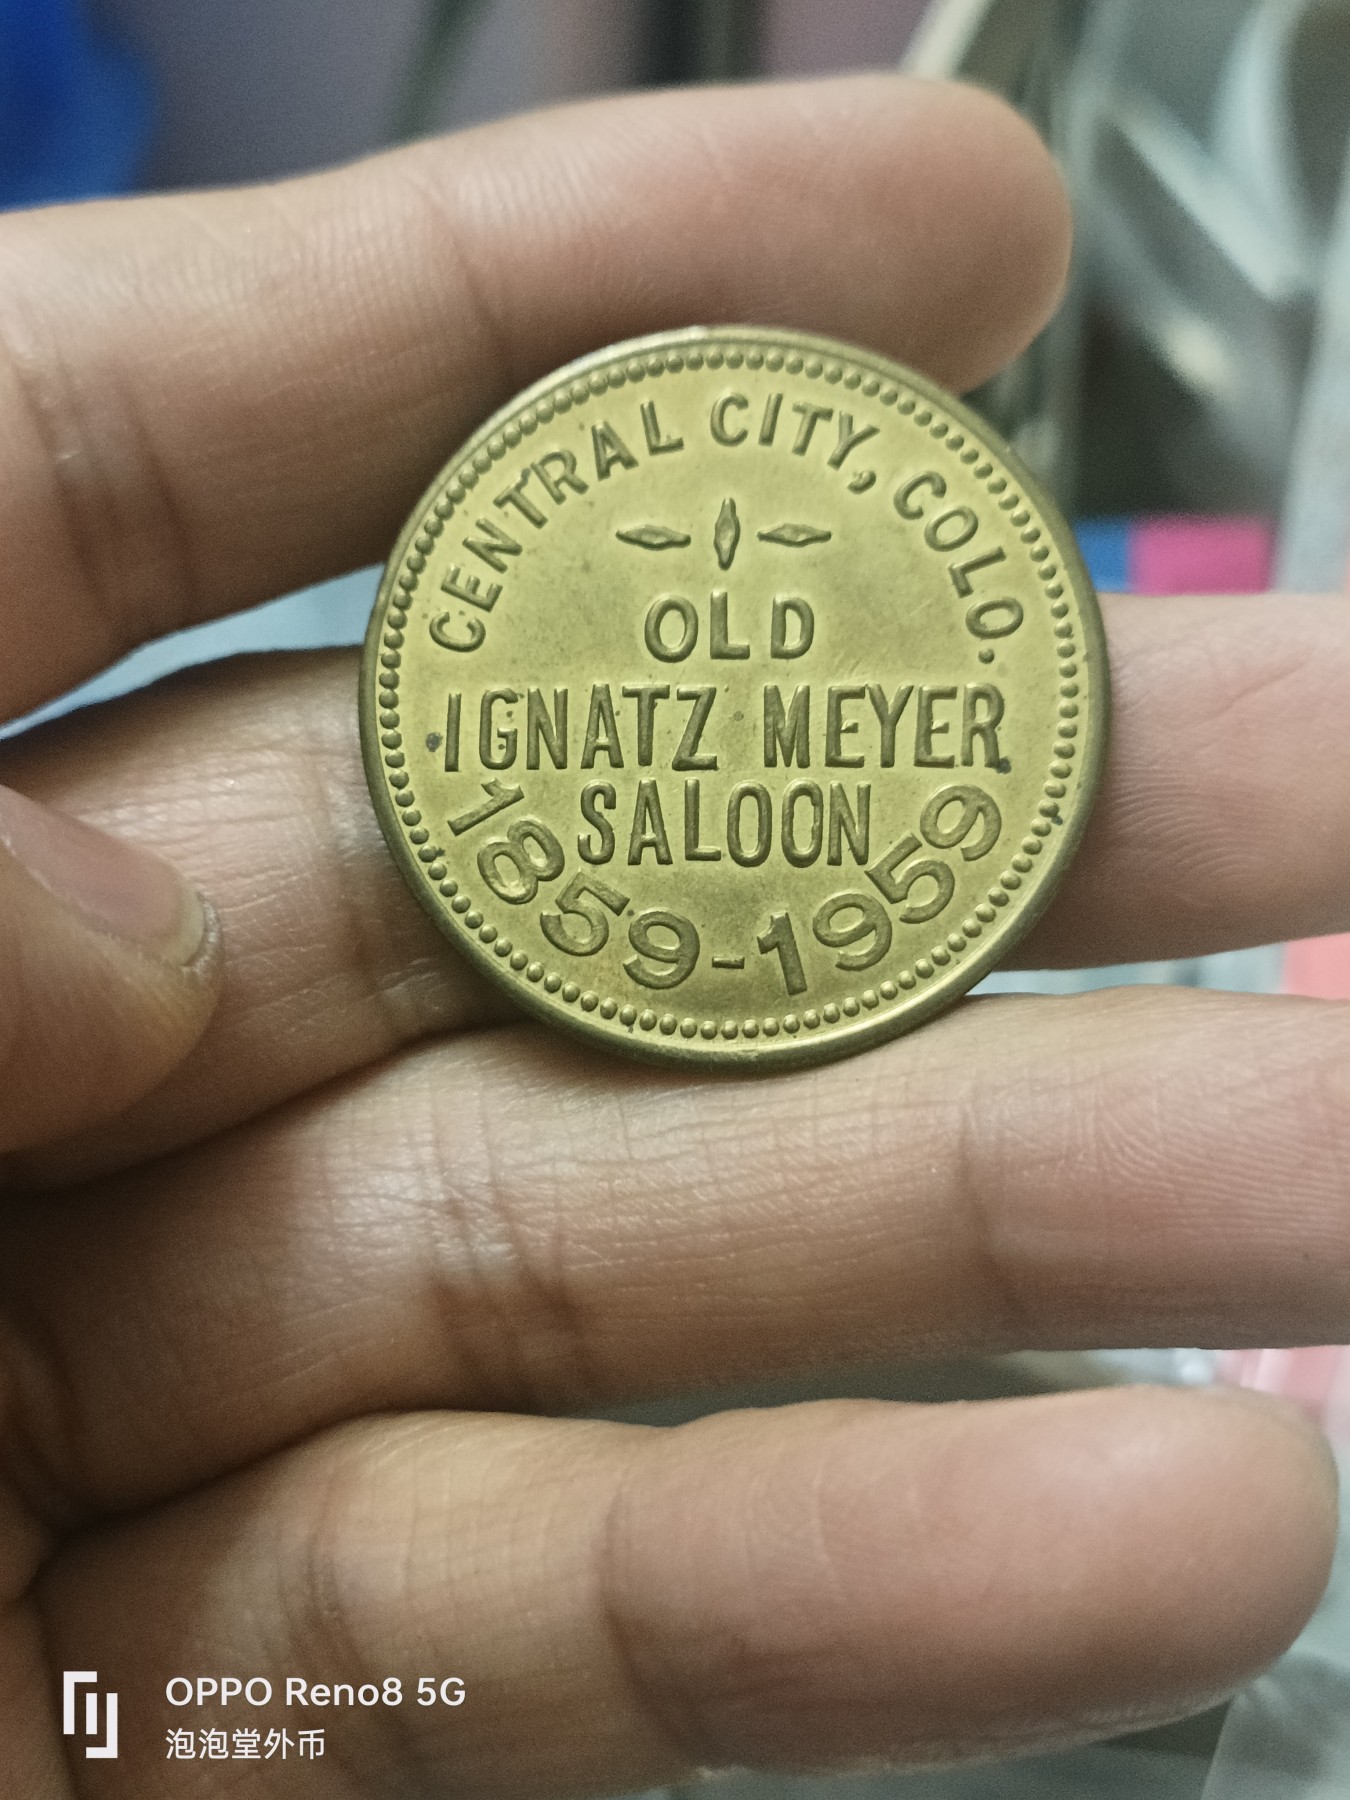 CENTRAL CITY, COLO.
OLD
IGNATZ MEYER
SALOON
1859-1959
OPPO Reno8 5G
泡泡堂外币